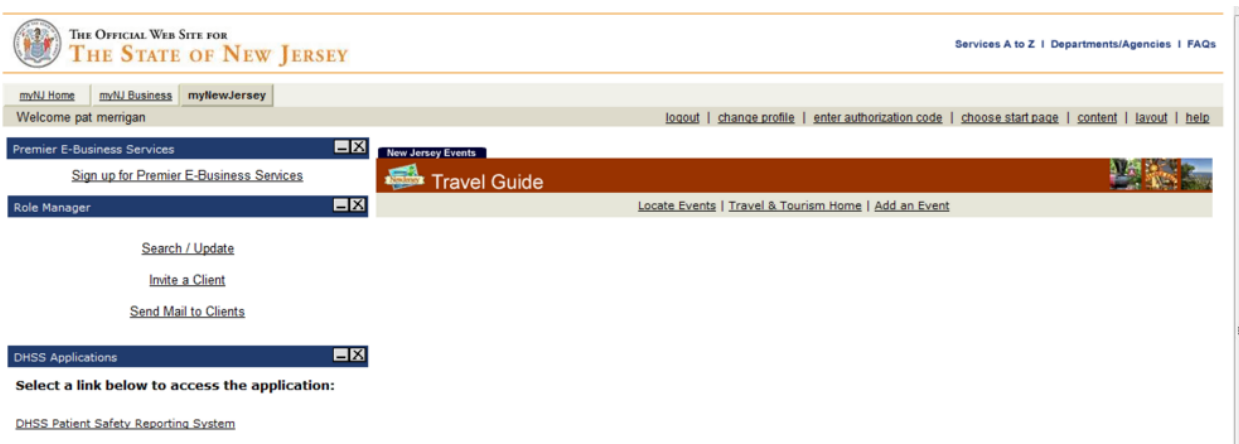 THE OFFICIAL WEB SITE FOR
THE STATE OF NEW JERSEY
Services A to Z | Departments/Agencies | FAQs
myNJ Home myNJ Business myNewJersey
Welcome pat merrigan
logout | change profile | enter authorization code | choose start page | content | layout | help
Premier E-Business Services
Sign up for Premier E-Business Services
Role Manager
Search / Update
Invite a Client
Send Mail to Clients
DHSS Applications
Select a link below to access the application:
DHSS Patient Safety Reporting System
New Jersey Events
Travel Guide
Locate Events | Travel & Tourism Home | Add an Event